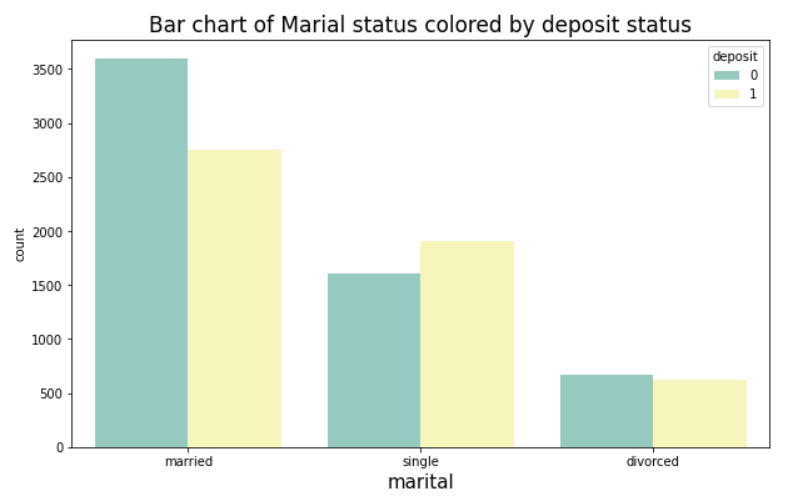 Bar chart of Marial status colored by deposit status
deposit
0
1
3500
3000
2500
2000
1500
1000
500
0
count
married single divorced
marital